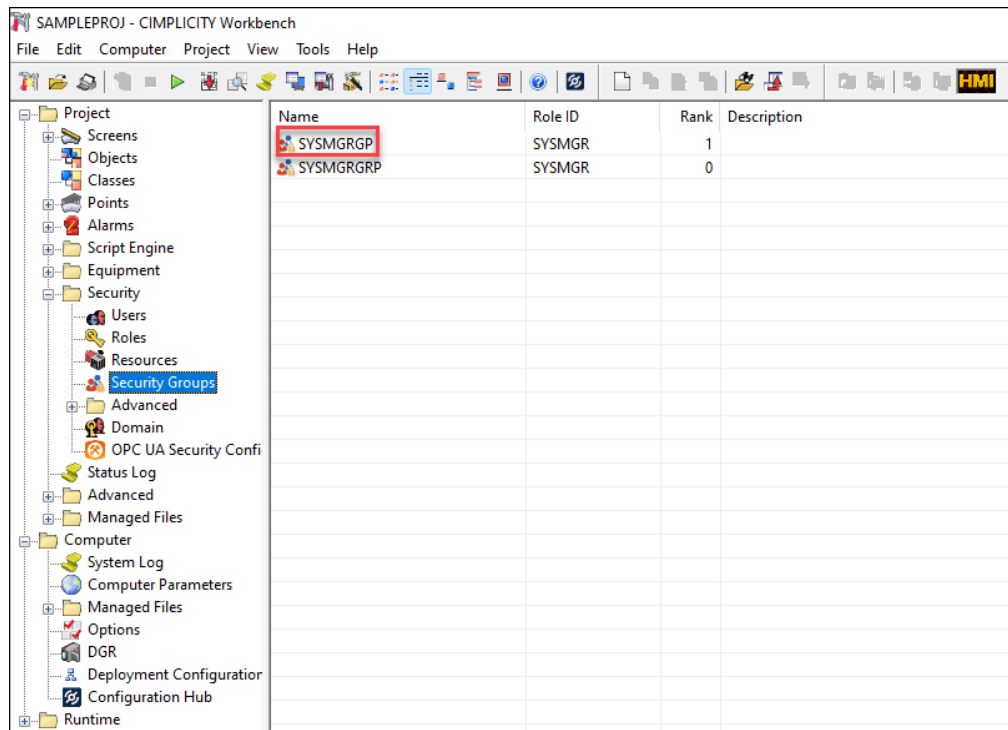 SAMPLEPROJ - CIMPLICITY Workbench
File Edit Computer Project View Tools Help
HMI
Project
Screens
Objects
Classes
Points
Alarms
Script Engine
Equipment
Security
Users
Roles
Resources
Security Groups
Advanced
Domain
OPC UA Security Confi
Status Log
Advanced
Managed Files
Computer
System Log
Computer Parameters
Managed Files
Options
DGR
Deployment Configuration
Configuration Hub
Runtime
Name Role ID Rank Description
SYSMGRGP SYSMGR 1
SYSMGRGRP SYSMGR 0